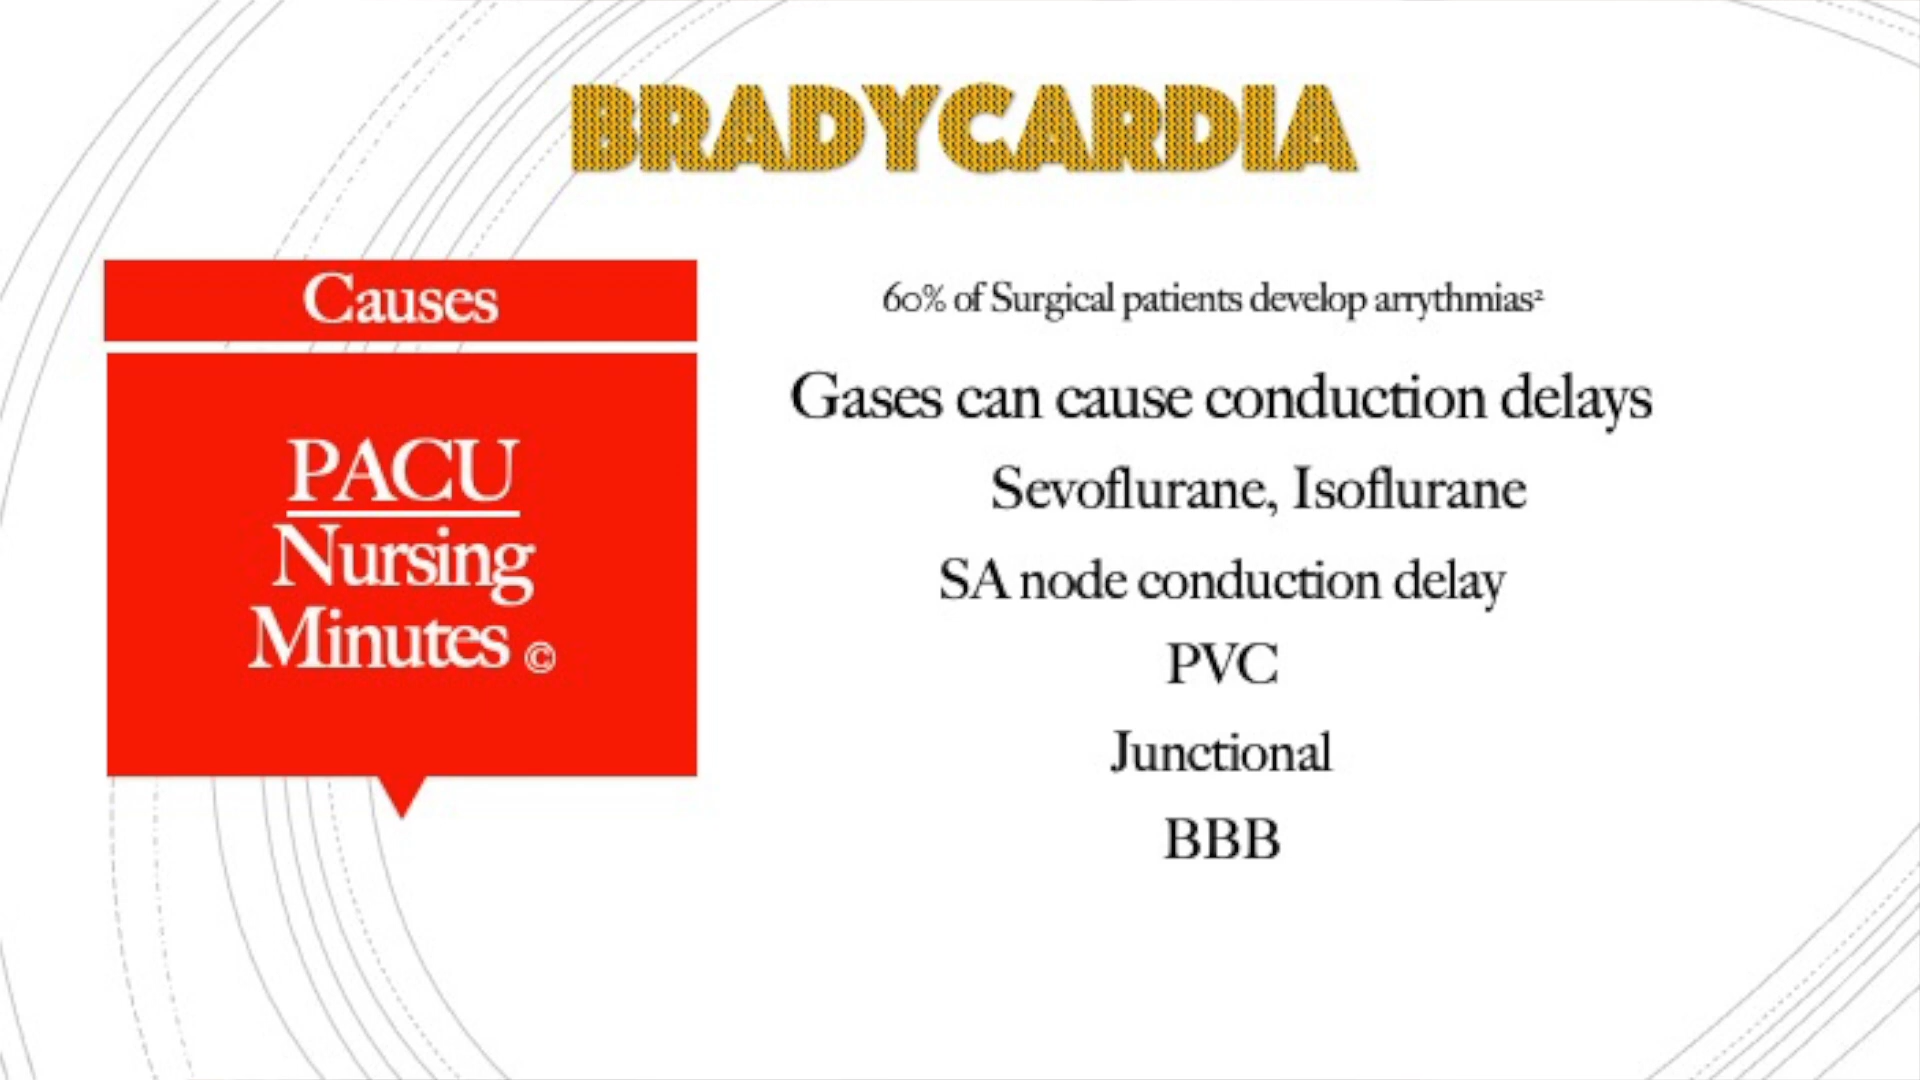 BRADYCARDIA
Causes
PACU
Nursing
Minutes ©
60% of Surgical patients develop arrythmias²
Gases can cause conduction delays
Sevoflurane, Isoflurane
SA node conduction delay
PVC
Junctional
BBB